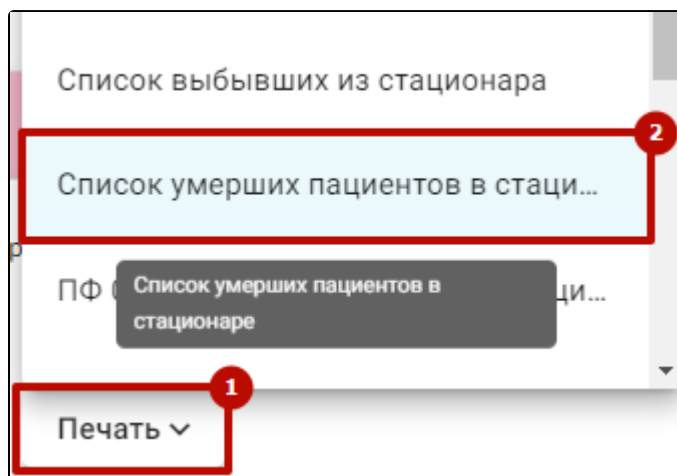 Список выбывших из стационара
2
Список умерших пациентов в стаци...
р
ПФ
ци...
Список умерших пациентов в
стационаре
1
Печать